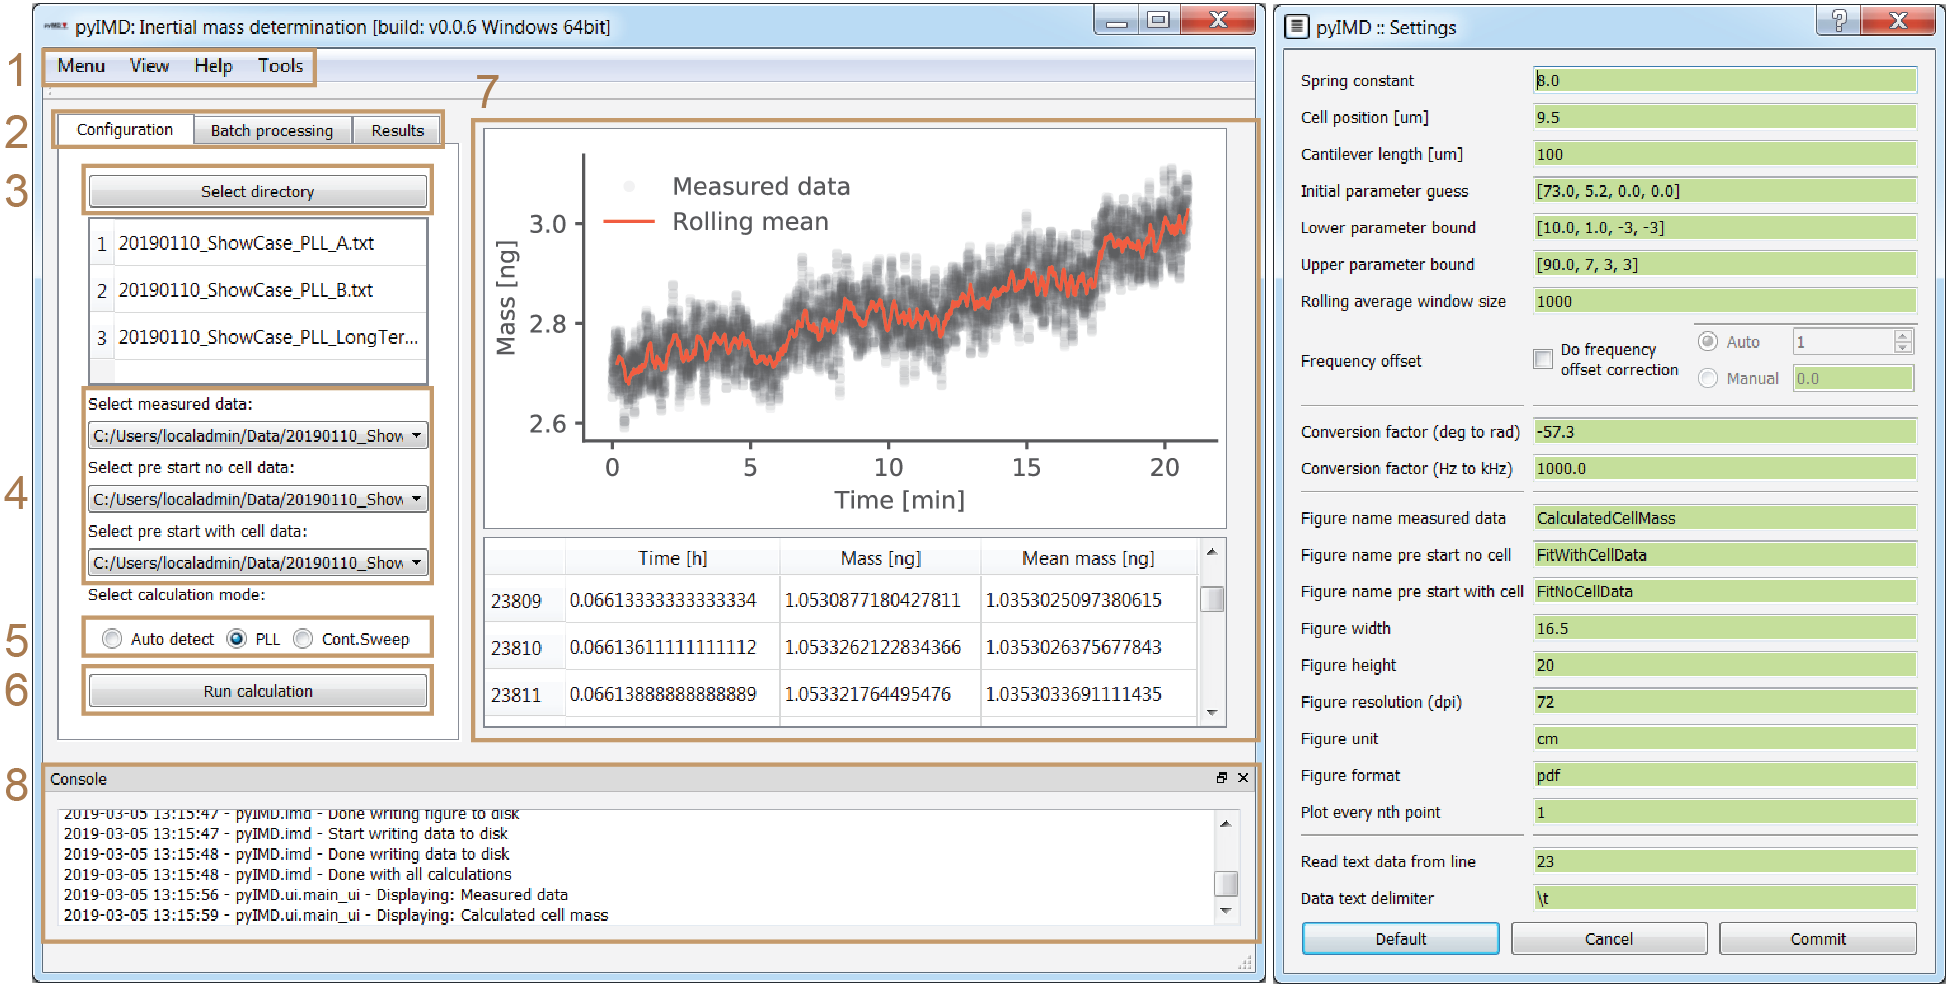 pyIMD: Inertial mass determination [build: v0.0.6 Windows 64bit]
1
Menu View Help Tools
2
Configuration Batch processing Results
3
Select directory
1 20190110_ShowCase_PLL_A.txt
2 20190110_ShowCase_PLL_B.txt
3 20190110_ShowCase_PLL_LongTer...
4
Select measured data:
C:/Users/localadmin/Data/20190110_Show
Select pre start no cell data:
C:/Users/localadmin/Data/20190110_Show
Select pre start with cell data:
C:/Users/localadmin/Data/20190110_Show
Select calculation mode:
5
Auto detect PLL Cont.Sweep
6
Run calculation
7
Measured data
Rolling mean
Mass [ng]
3.0
2.8
2.6
0 5 10 15 20
Time [min]
Time [h] Mass [ng] Mean mass [ng]
23809 0.06613333333333334 1.0530877180427811 1.0353025097380615
23810 0.06613611111111112 1.0533262122834366 1.0353026375677843
23811 0.06613888888888889 1.053321764495476 1.0353033691111435
8
Console
2019-03-05 13:15:47 - pyIMD.imd - Done writing figure to disk
2019-03-05 13:15:47 - pyIMD.imd - Start writing data to disk
2019-03-05 13:15:48 - pyIMD.imd - Done writing data to disk
2019-03-05 13:15:48 - pyIMD.imd - Done with all calculations
2019-03-05 13:15:56 - pyIMD.ui.main_ui - Displaying: Measured data
2019-03-05 13:15:59 - pyIMD.ui.main_ui - Displaying: Calculated cell mass
pyIMD :: Settings
Spring constant 8.0
Cell position [um] 9.5
Cantilever length [um] 100
Initial parameter guess [73.0, 5.2, 0.0, 0.0]
Lower parameter bound [10.0, 1.0, -3, -3]
Upper parameter bound [90.0, 7, 3, 3]
Rolling average window size 1000
Frequency offset
Do frequency
offset correction
Auto 1
Manual 0.0
Conversion factor (deg to rad) -57.3
Conversion factor (Hz to kHz) 1000.0
Figure name measured data CalculatedCellMass
Figure name pre start no cell FitWithCellData
Figure name pre start with cell FitNoCellData
Figure width 16.5
Figure height 20
Figure resolution (dpi) 72
Figure unit cm
Figure format pdf
Plot every nth point 1
Read text data from line 23
Data text delimiter \t
Default Cancel Commit